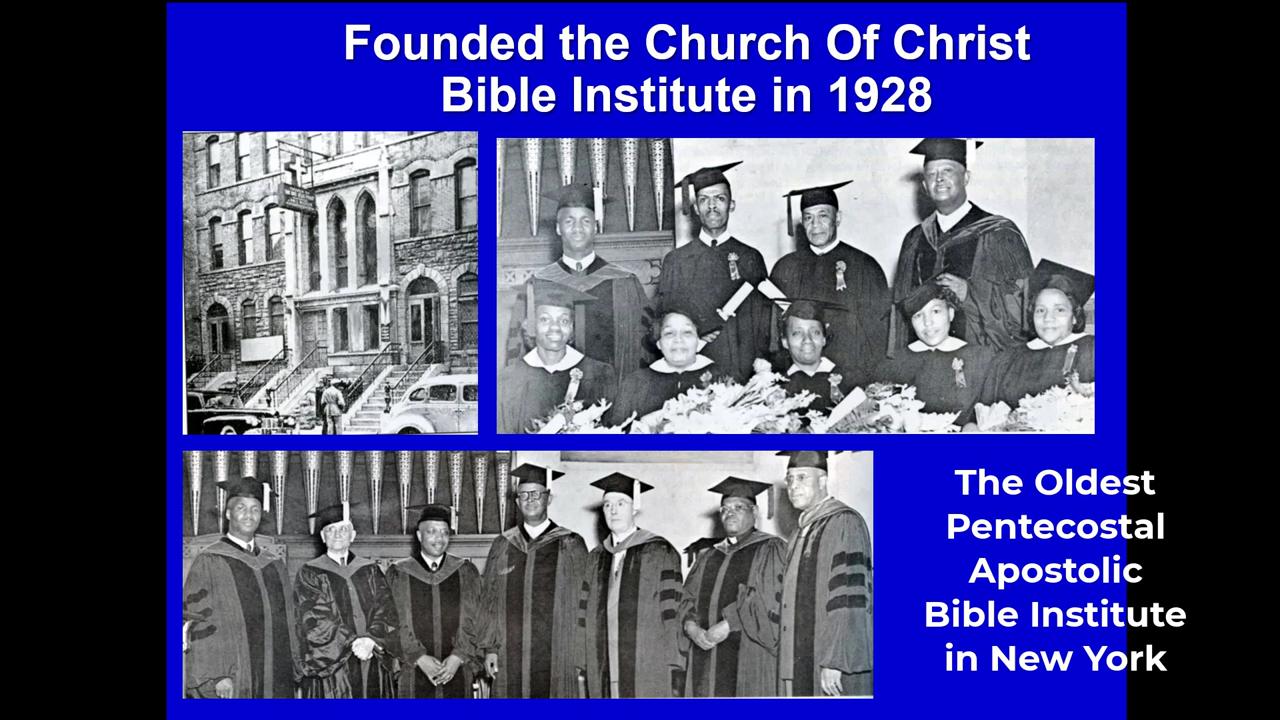 Founded the Church Of Christ
Bible Institute in 1928
The Oldest
Pentecostal
Apostolic
Bible Institute
in New York